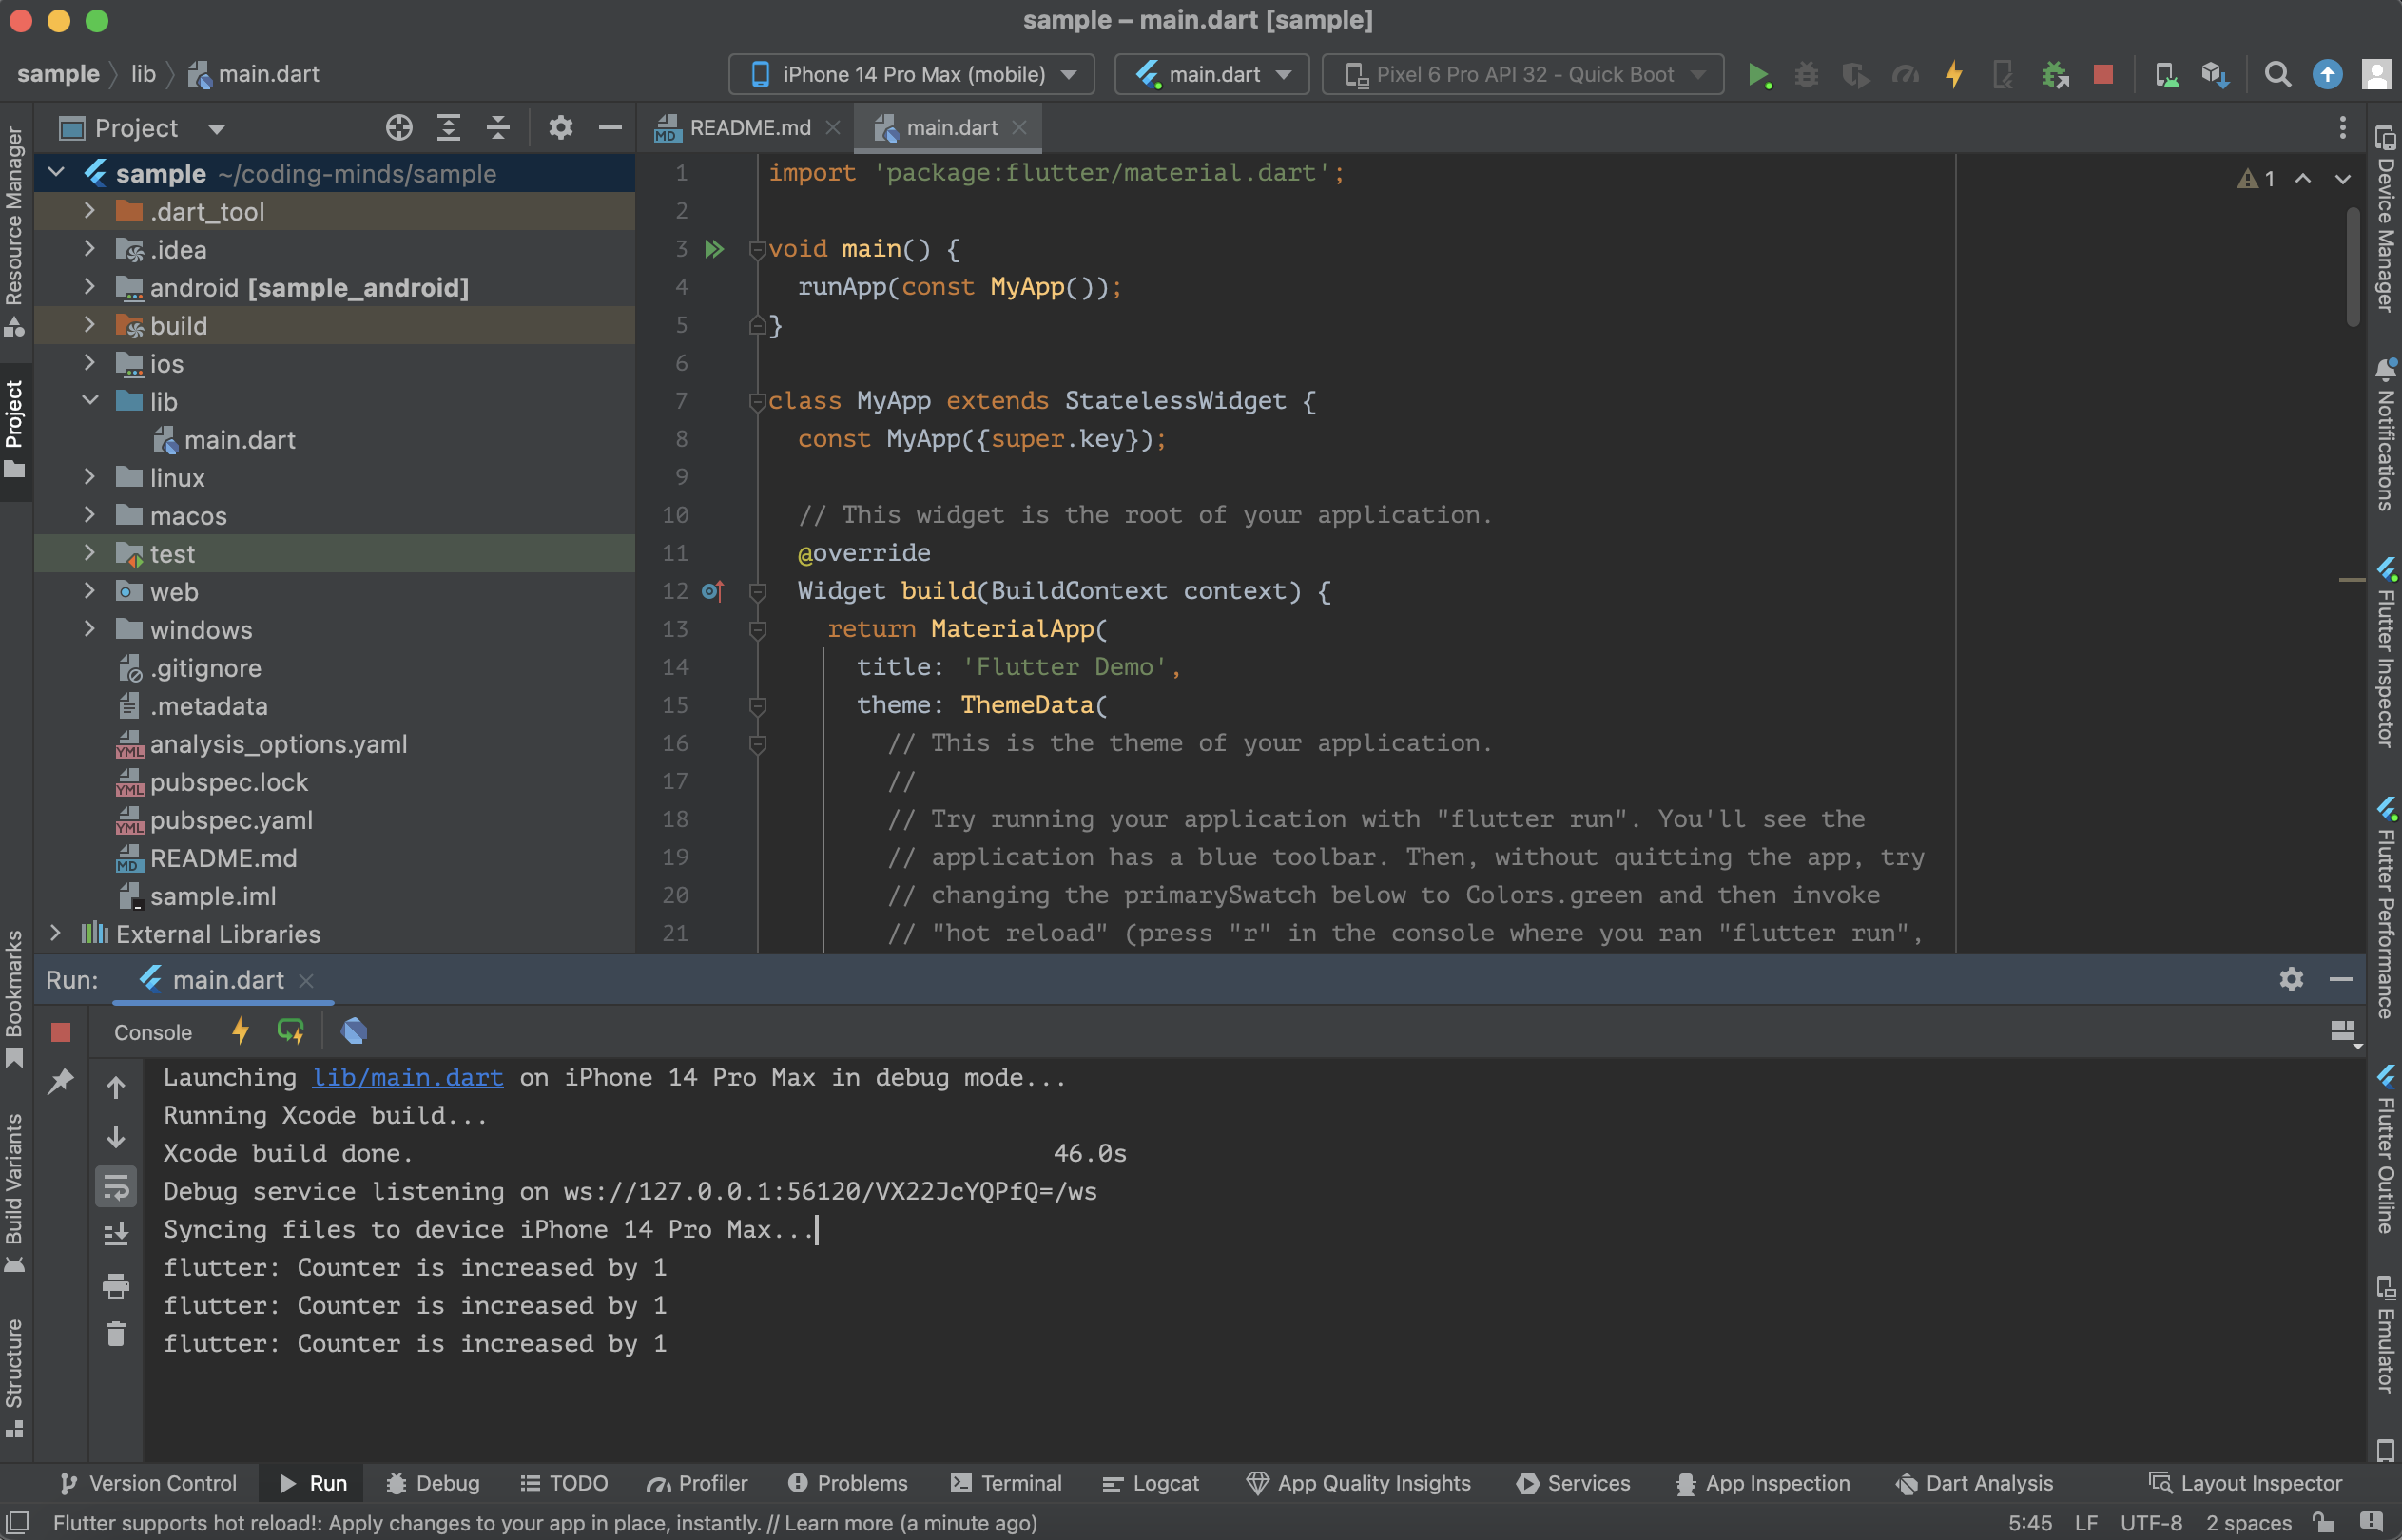 sample – main.dart [sample]
sample lib main.dart
iPhone 14 Pro Max (mobile)
main.dart
Pixel 6 Pro API 32 - Quick Boot
Resource Manager
Project
Bookmarks
Build Variants
Structure
Project
sample ~/coding-minds/sample
.dart_tool
.idea
android [sample_android]
build
ios
lib
main.dart
linux
macos
test
web
windows
.gitignore
.metadata
YML analysis_options.yaml
YML pubspec.lock
YML pubspec.yaml
MD README.md
sample.iml
External Libraries
MD README.md
main.dart
1 import 'package:flutter/material.dart';
2
3 void main() {
4 runApp(const MyApp());
5 }
6
7 class MyApp extends StatelessWidget {
8 const MyApp({super.key});
9
10 // This widget is the root of your application.
11 @override
12 Widget build(BuildContext context) {
13 return MaterialApp(
14 title: 'Flutter Demo',
15 theme: ThemeData(
16 // This is the theme of your application.
17 //
18 // Try running your application with "flutter run". You'll see the
19 // application has a blue toolbar. Then, without quitting the app, try
20 // changing the primarySwatch below to Colors.green and then invoke
21 // "hot reload" (press "r" in the console where you ran "flutter run",
1
Device Manager
Notifications
Flutter Inspector
Flutter Performance
Flutter Outline
Emulator
Run: main.dart
Console
Launching lib/main.dart on iPhone 14 Pro Max in debug mode...
Running Xcode build...
Xcode build done. 46.0s
Debug service listening on ws://127.0.0.1:56120/VX22JcYQPfQ=/ws
Syncing files to device iPhone 14 Pro Max...
flutter: Counter is increased by 1
flutter: Counter is increased by 1
flutter: Counter is increased by 1
Version Control Run Debug TODO Profiler Problems Terminal Logcat App Quality Insights Services App Inspection Dart Analysis Layout Inspector
Flutter supports hot reload!: Apply changes to your app in place, instantly. // Learn more (a minute ago) 5:45 LF UTF-8 2 spaces